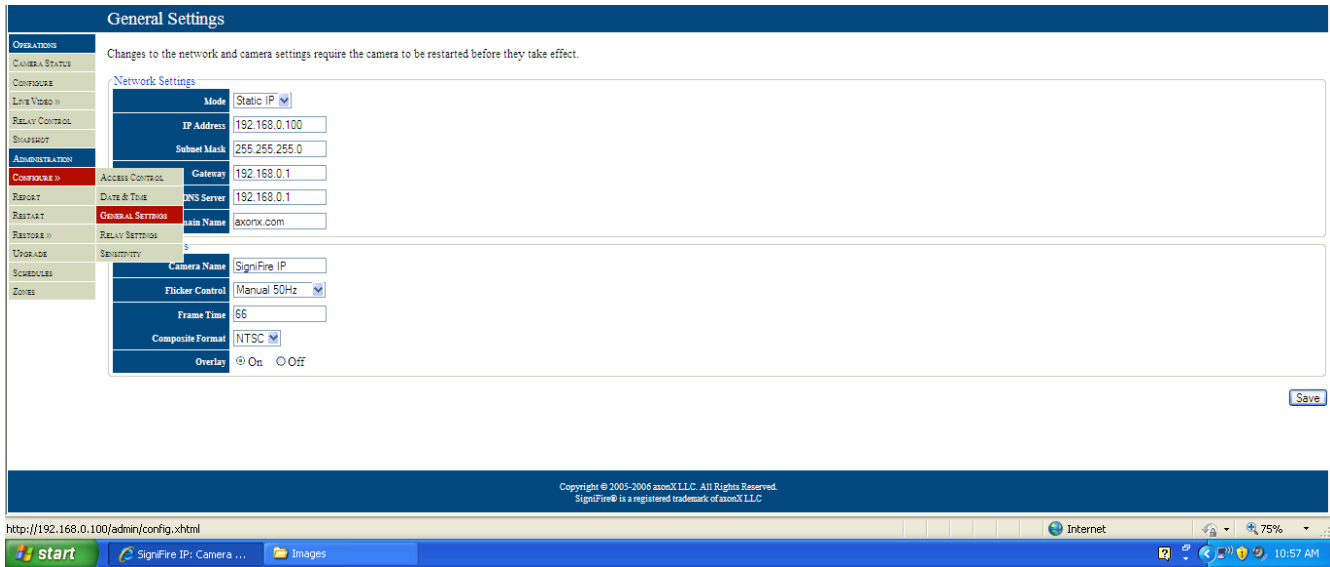 General Settings
OPERATIONS
CAMERA STATUS
CONFIGURE
LIVE VIDEO »
RELAY CONTROL
SNAPSHOT
ADMINISTRATION
CONFIGURE »
REPORT
RESTART
RESTORE »
UPGRADE
SCHEDULES
ZONES
ACCESS CONTROL
DATE & TIME
GENERAL SETTINGS
RELAY SETTINGS
SENSITIVITY
Changes to the network and camera settings require the camera to be restarted before they take effect.
Network Settings
Mode Static IP
IP Address 192.168.0.100
Subnet Mask 255.255.255.0
Gateway 192.168.0.1
DNS Server 192.168.0.1
main Name axonx.com
s
Camera Name SigniFire IP
Flicker Control Manual 50Hz
Frame Time 66
Composite Format NTSC
Overlay On Off
Save
Copyright © 2005-2006 axonX LLC. All Rights Reserved.
SigniFire® is a registered trademark of axonX LLC
http://192.168.0.100/admin/config.xhtml Internet 75%
start SigniFire IP: Camera ... Images 10:57 AM